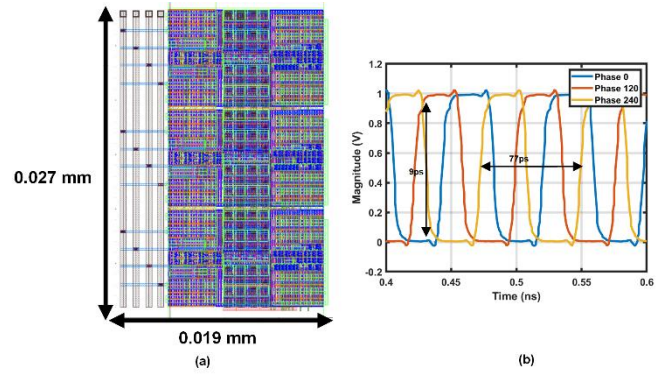 0.027 mm
0.019 mm
(a)
1.2
1
0.8
0.6
0.4
0.2
0
-0.2
Magnitude (V)
Phase 0
Phase 120
Phase 240
9ps
77ps
0.4
0.45
0.5
0.55
0.6
Time (ns)
(b)